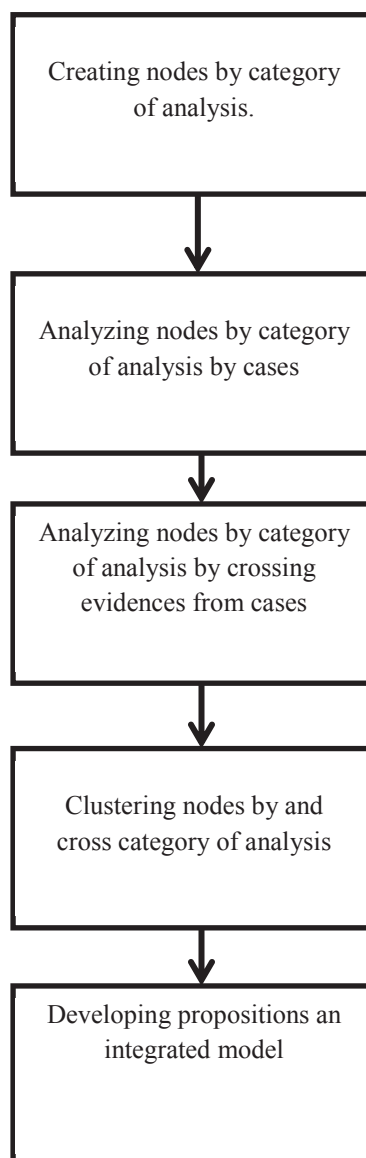 Creating nodes by category
of analysis.
Analyzing nodes by category
of analysis by cases
Analyzing nodes by category
of analysis by crossing
evidences from cases
Clustering nodes by and
cross category of analysis
Developing propositions an
integrated model